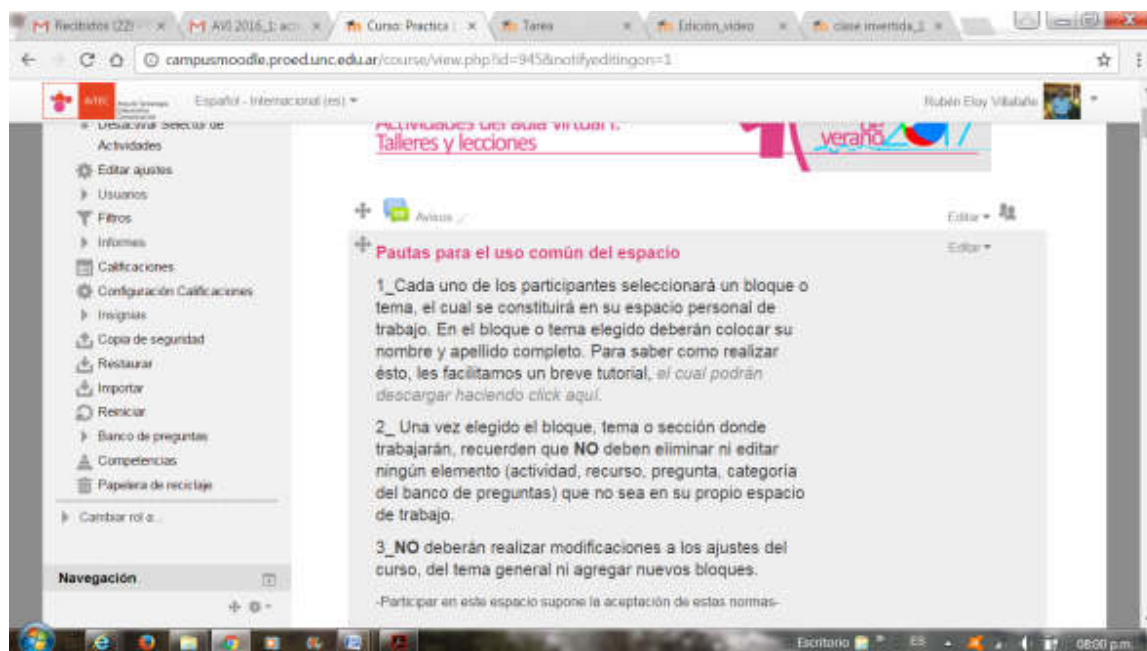 Recibidos (22)
AVI 2016_1: acti
Curso: Practica
Tarea
Edición_video
clase invertida_1
campusmoodle.proed.unc.edu.ar/course/view.php?id=945&notifyeditingon=1
Español - Internacional (es)
Rubén Eloy Villafañe
Desactivar Selector de
Actividades
Editar ajustes
Usuarios
Filtros
Informes
Calificaciones
Configuración Calificaciones
Insignias
Copia de seguridad
Restaurar
Importar
Reiniciar
Banco de preguntas
Competencias
Papelera de reciclaje
Cambiar rol a...
Navegación
Actividades del aula virtual I.
Talleres y lecciones
de
verano 2017
Avisos
Editar
Pautas para el uso común del espacio
Editar
1_Cada uno de los participantes seleccionará un bloque o
tema, el cual se constituirá en su espacio personal de
trabajo. En el bloque o tema elegido deberán colocar su
nombre y apellido completo. Para saber como realizar
ésto, les facilitamos un breve tutorial, el cual podrán
descargar haciendo click aquí.
2_ Una vez elegido el bloque, tema o sección donde
trabajarán, recuerden que NO deben eliminar ni editar
ningún elemento (actividad, recurso, pregunta, categoría
del banco de preguntas) que no sea en su propio espacio
de trabajo.
3_NO deberán realizar modificaciones a los ajustes del
curso, del tema general ni agregar nuevos bloques.
-Participar en este espacio supone la aceptación de estas normas-
Escritorio
ES
08:00 p.m.